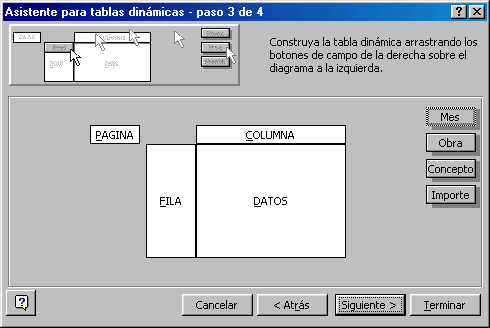 Asistente para tablas dinámicas - paso 3 de 4
Construya la tabla dinámica arrastrando los
botones de campo de la derecha sobre el
diagrama a la izquierda.
PAGINA
COLUMNA
FILA
DATOS
Mes
Obra
Concepto
Importe
Cancelar
< Atrás
Siguiente >
Terminar